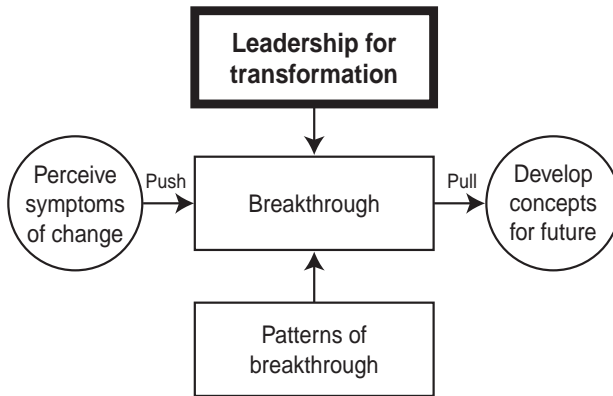 Leadership for
transformation
Perceive
symptoms
of change
Push
Breakthrough
Pull
Develop
concepts
for future
Patterns of
breakthrough